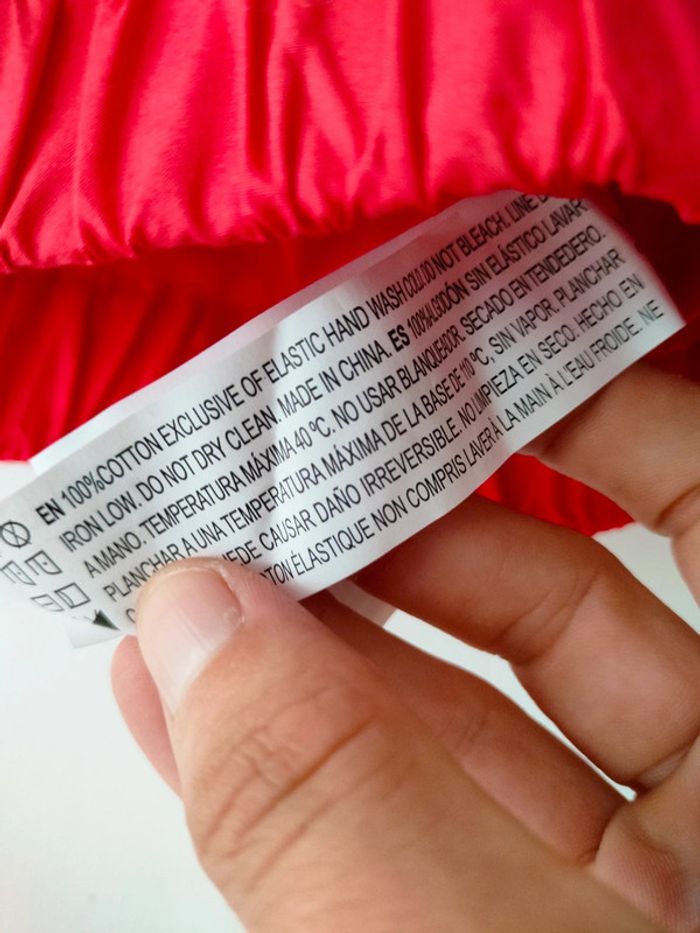 EN 100%COTTON EXCLUSIVE OF ELASTIC HAND WASH COLD.DO NOT BLEACH. LINE D
IRON LOW. DO NOT DRY CLEAN. MADE IN CHINA. ES 100%ALGODÓN SIN ELÁSTICO LAVAR
A MANO. TEMPERATURA MÁXIMA 40 ºC. NO USAR BLANQUEADOR. SECADO EN TENDEDERO.
PLANCHAR A UNA TEMPERATURA MÁXIMA DE LA BASE DE 110 ºC, SIN VAPOR. PLANCHAR
EDE CAUSAR DAÑO IRREVERSIBLE. NO LIMPIEZA EN SECO. HECHO EN
TON ÉLASTIQUE NON COMPRIS LAVER À LA MAIN À L'EAU FROIDE. NE